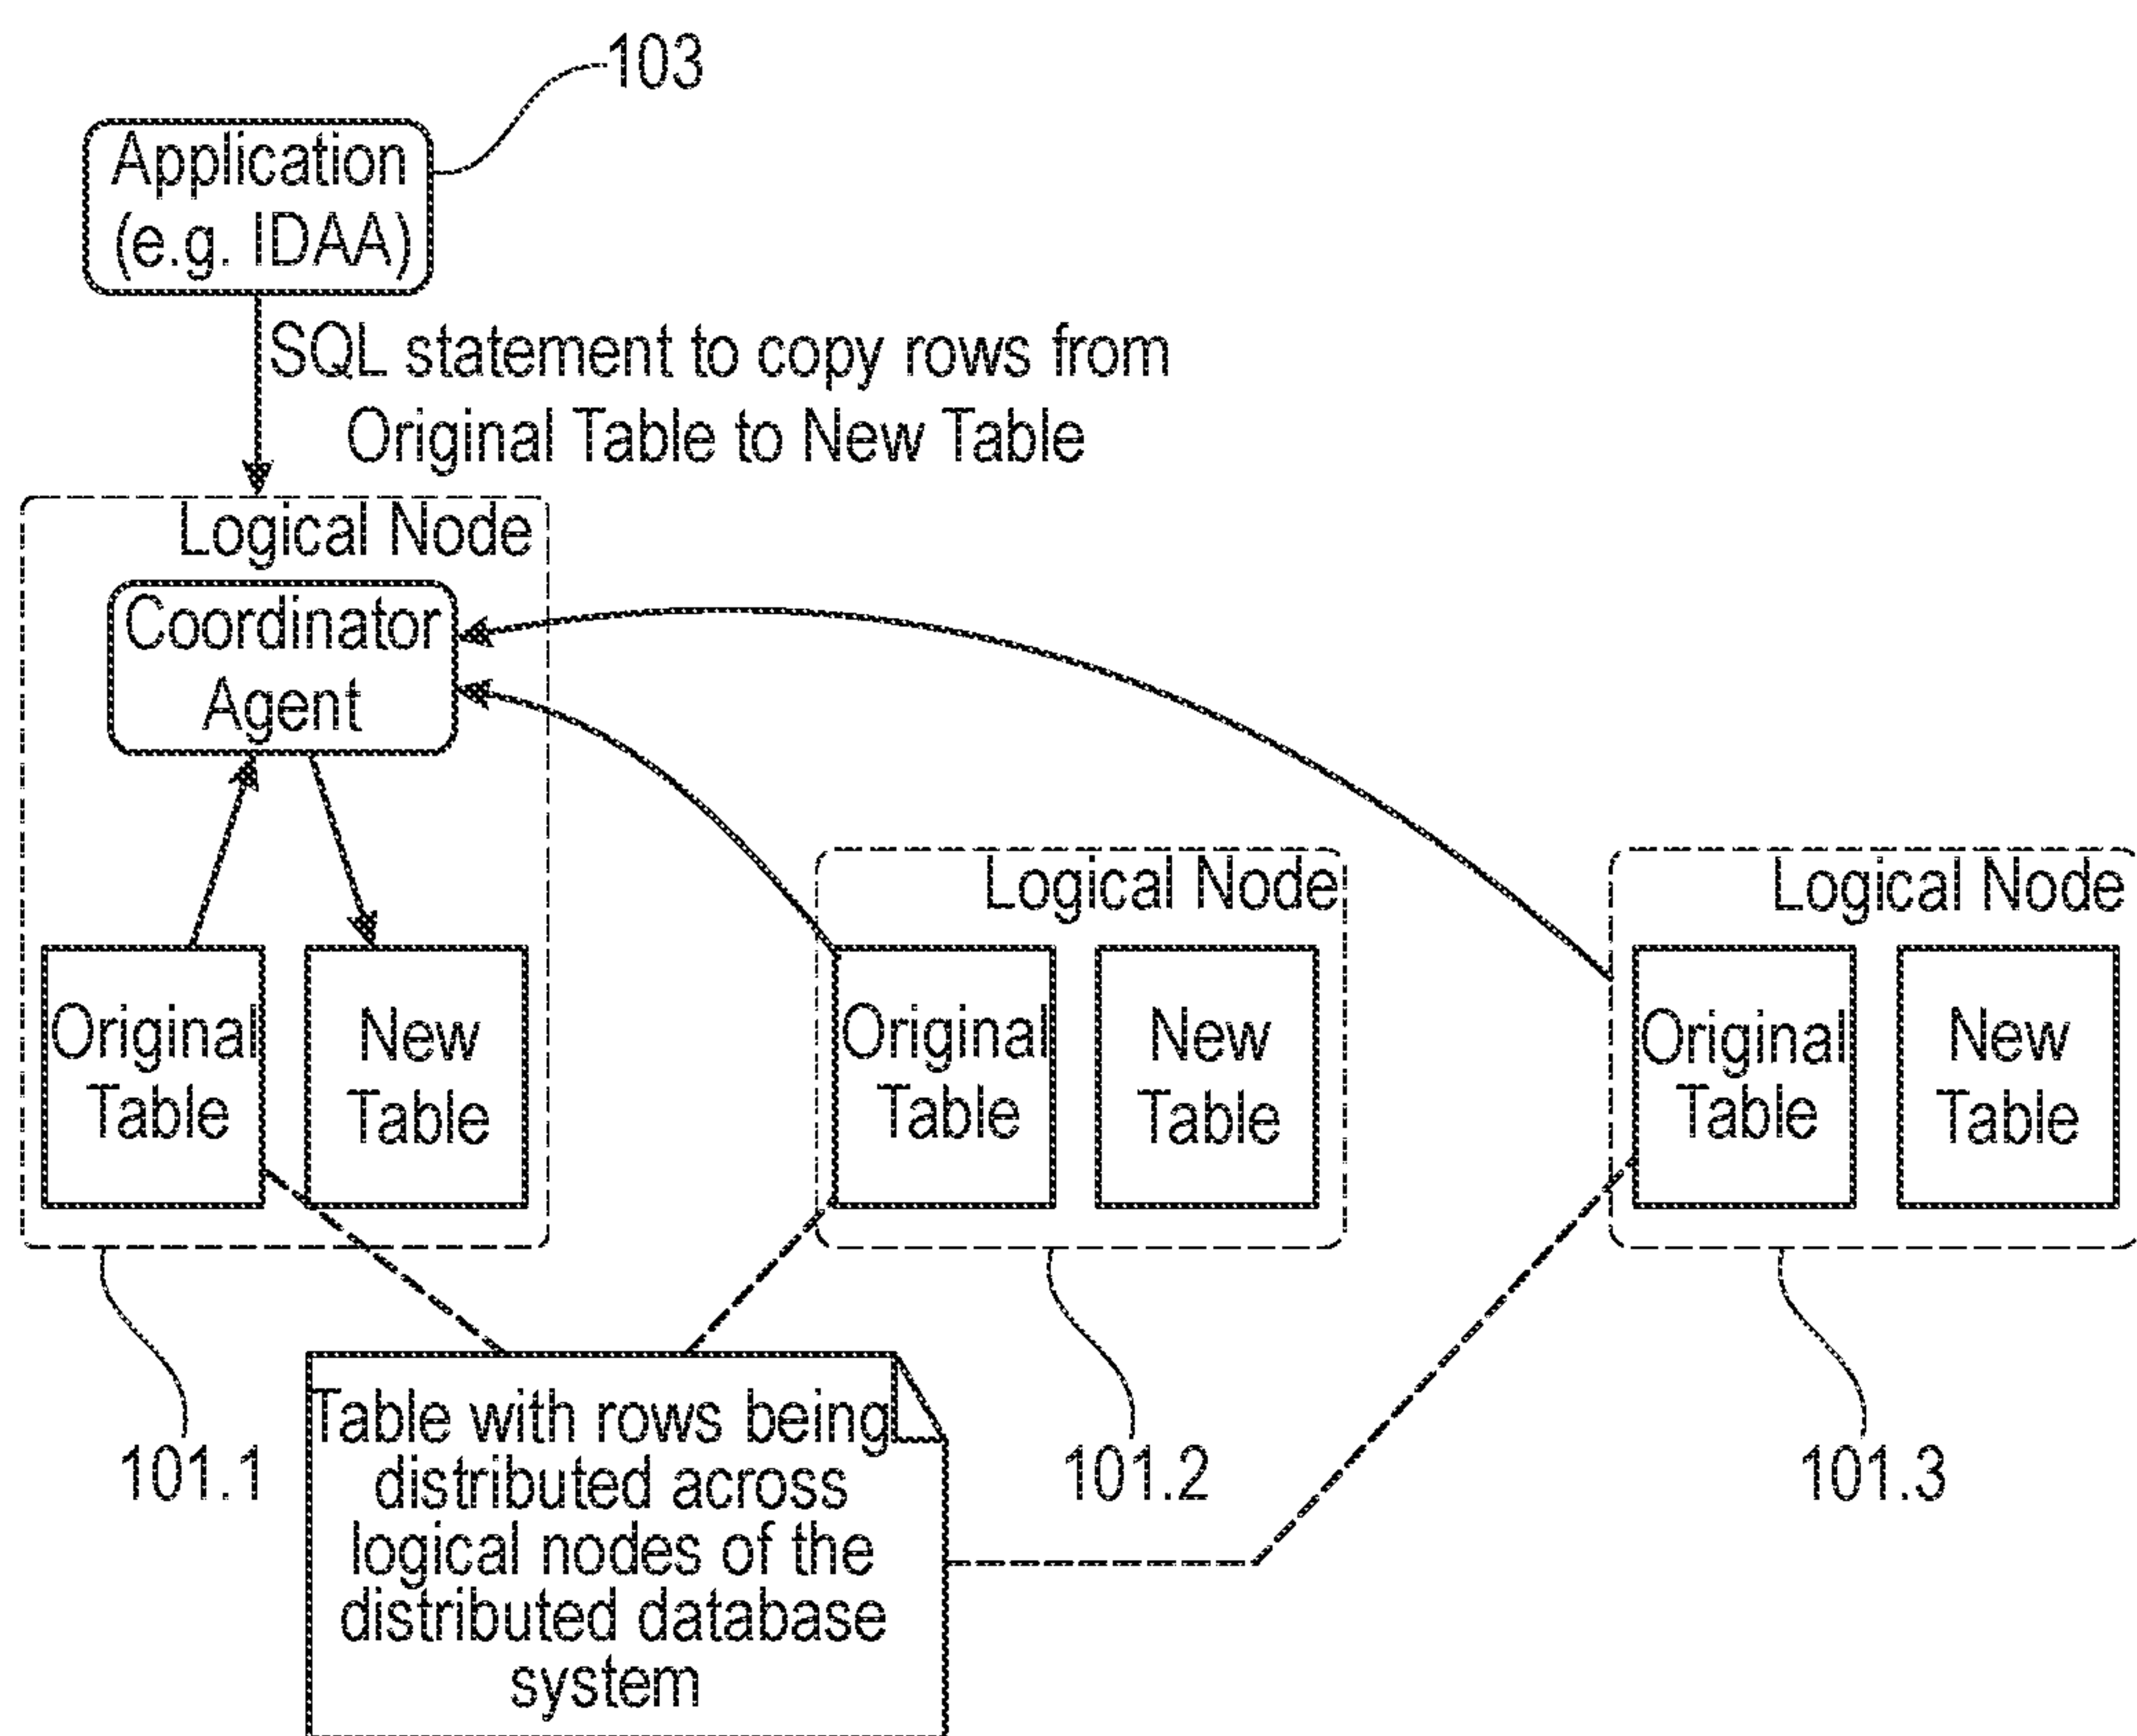 103
Application
(e.g. IDAA)
SQL statement to copy rows from
Original Table to New Table
Logical Node
Coordinator
Agent
Original
Table
New
Table
Logical Node
Original
Table
New
Table
Logical Node
Original
Table
New
Table
101.1
101.2
101.3
Table with rows being
distributed across
logical nodes of the
distributed database
system